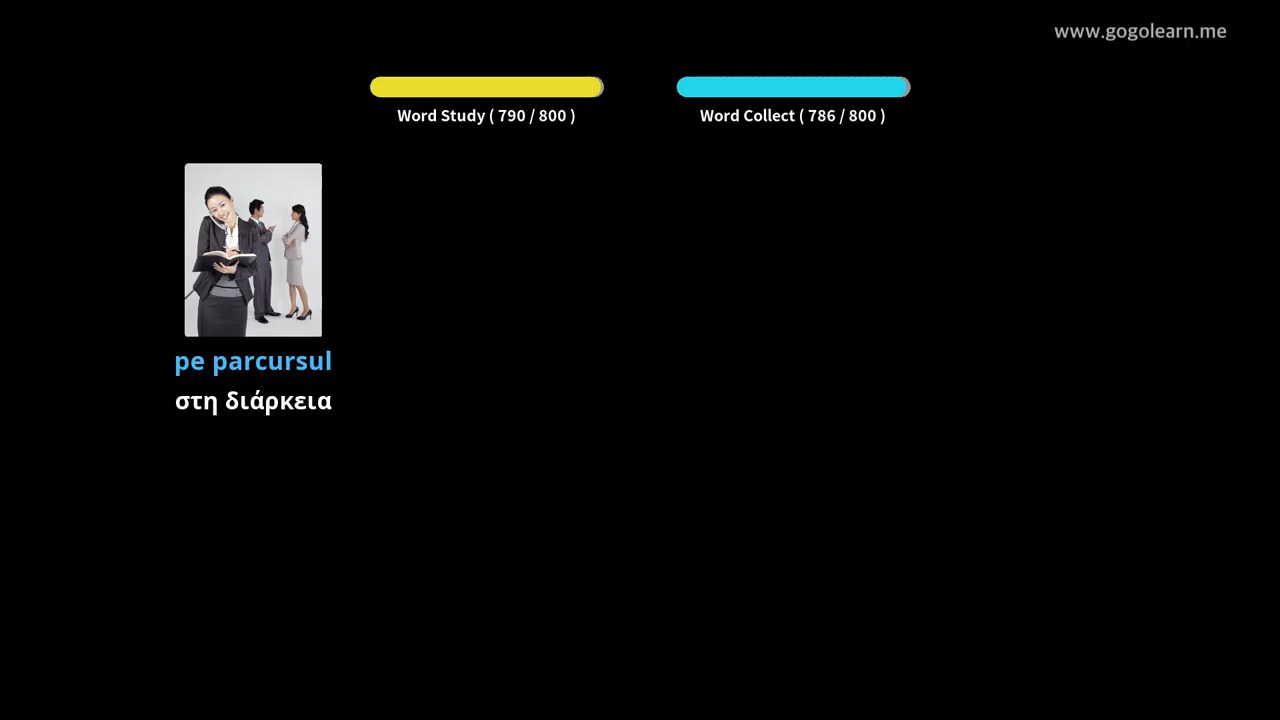 www.gogolearn.me
Word Study ( 790 / 800 )
Word Collect ( 786 / 800 )
pe parcursul
στη διάρκεια